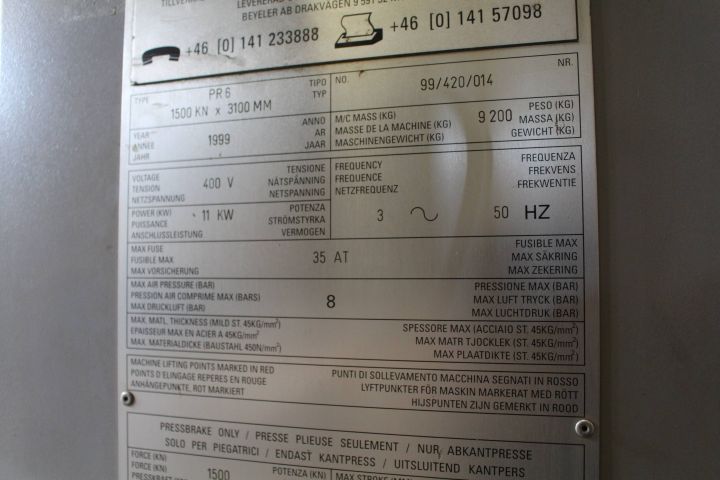 LEVERERAS
BEYELER AB DRAKVÄGEN 9 591
+46 [0] 141 233888
+46 [0] 141 57098
TYPE PR 6 TIPO
1500 KN x 3100 MM TYP
NO. 99/420/014 NR.
YEAR ANNO
ANNEE 1999 AR
JAHR JAAR
M/C MASS (KG) PESO (KG)
MASSE DE LA MACHINE (KG) 9 200 MASSA (KG)
MASCHINENGEWICHT (KG) GEWICHT (KG)
VOLTAGE TENSIONE
TENSION 400 V NÄTSPÄNNING
NETZSPANNUNG NETSPANNING
POWER (KW) POTENZA
PUISSANCE 11 KW STRÖMSTYRKA
ANSCHLUSSLEISTUNG VERMOGEN
FREQUENCY FREQUENZA
FREQUENCE FREKVENS
NETZFREQUENZ FREKWENTIE
3 50 HZ
MAX FUSE FUSIBLE MAX
FUSIBLE MAX 35 AT MAX SÄKRING
MAX VORSICHERUNG MAX ZEKERING
MAX AIR PRESSURE (BAR) PRESSIONE MAX (BAR)
PRESSION AIR COMPRIME MAX (BARS) 8 MAX LUFT TRYCK (BAR)
MAX DRUCKLUFT (BAR) MAX LUCHTDRUK (BAR)
MAX. MATL. THICKNESS (MILD ST. 45KG/mm²) SPESSORE MAX (ACCIAIO ST. 45KG/mm²)
EPAISSEUR MAX EN ACIER A 45KG/mm²) MAX MATR TJOCKLEK (ST. 45KG/mm²)
MAX. MATERIALDICKE (BAUSTAHL 450N/mm²) MAX PLAATDIKTE (ST. 45KG/mm²)
MACHINE LIFTING POINTS MARKED IN RED PUNTI DI SOLLEVAMENTO MACCHINA SEGNATI IN ROSSO
POINTS D'ELINGAGE REPERES EN ROUGE LYFTPUNKTER FÖR MASKIN MARKERAT MED RÖTT
ANHÄNGEPUNKTE, ROT MARKIERT HIJSPUNTEN ZIJN GEMERKT IN ROOD
PRESSBRAKE ONLY / PRESSE PLIEUSE SEULEMENT / NUR ABKANTPRESSE
SOLO PER PIEGATRICI / ENDAST KANTPRESS / UITSLUITEND KANTPERS
FORCE (KN)
FORCE (KN) 1500 POTENZA (KN)